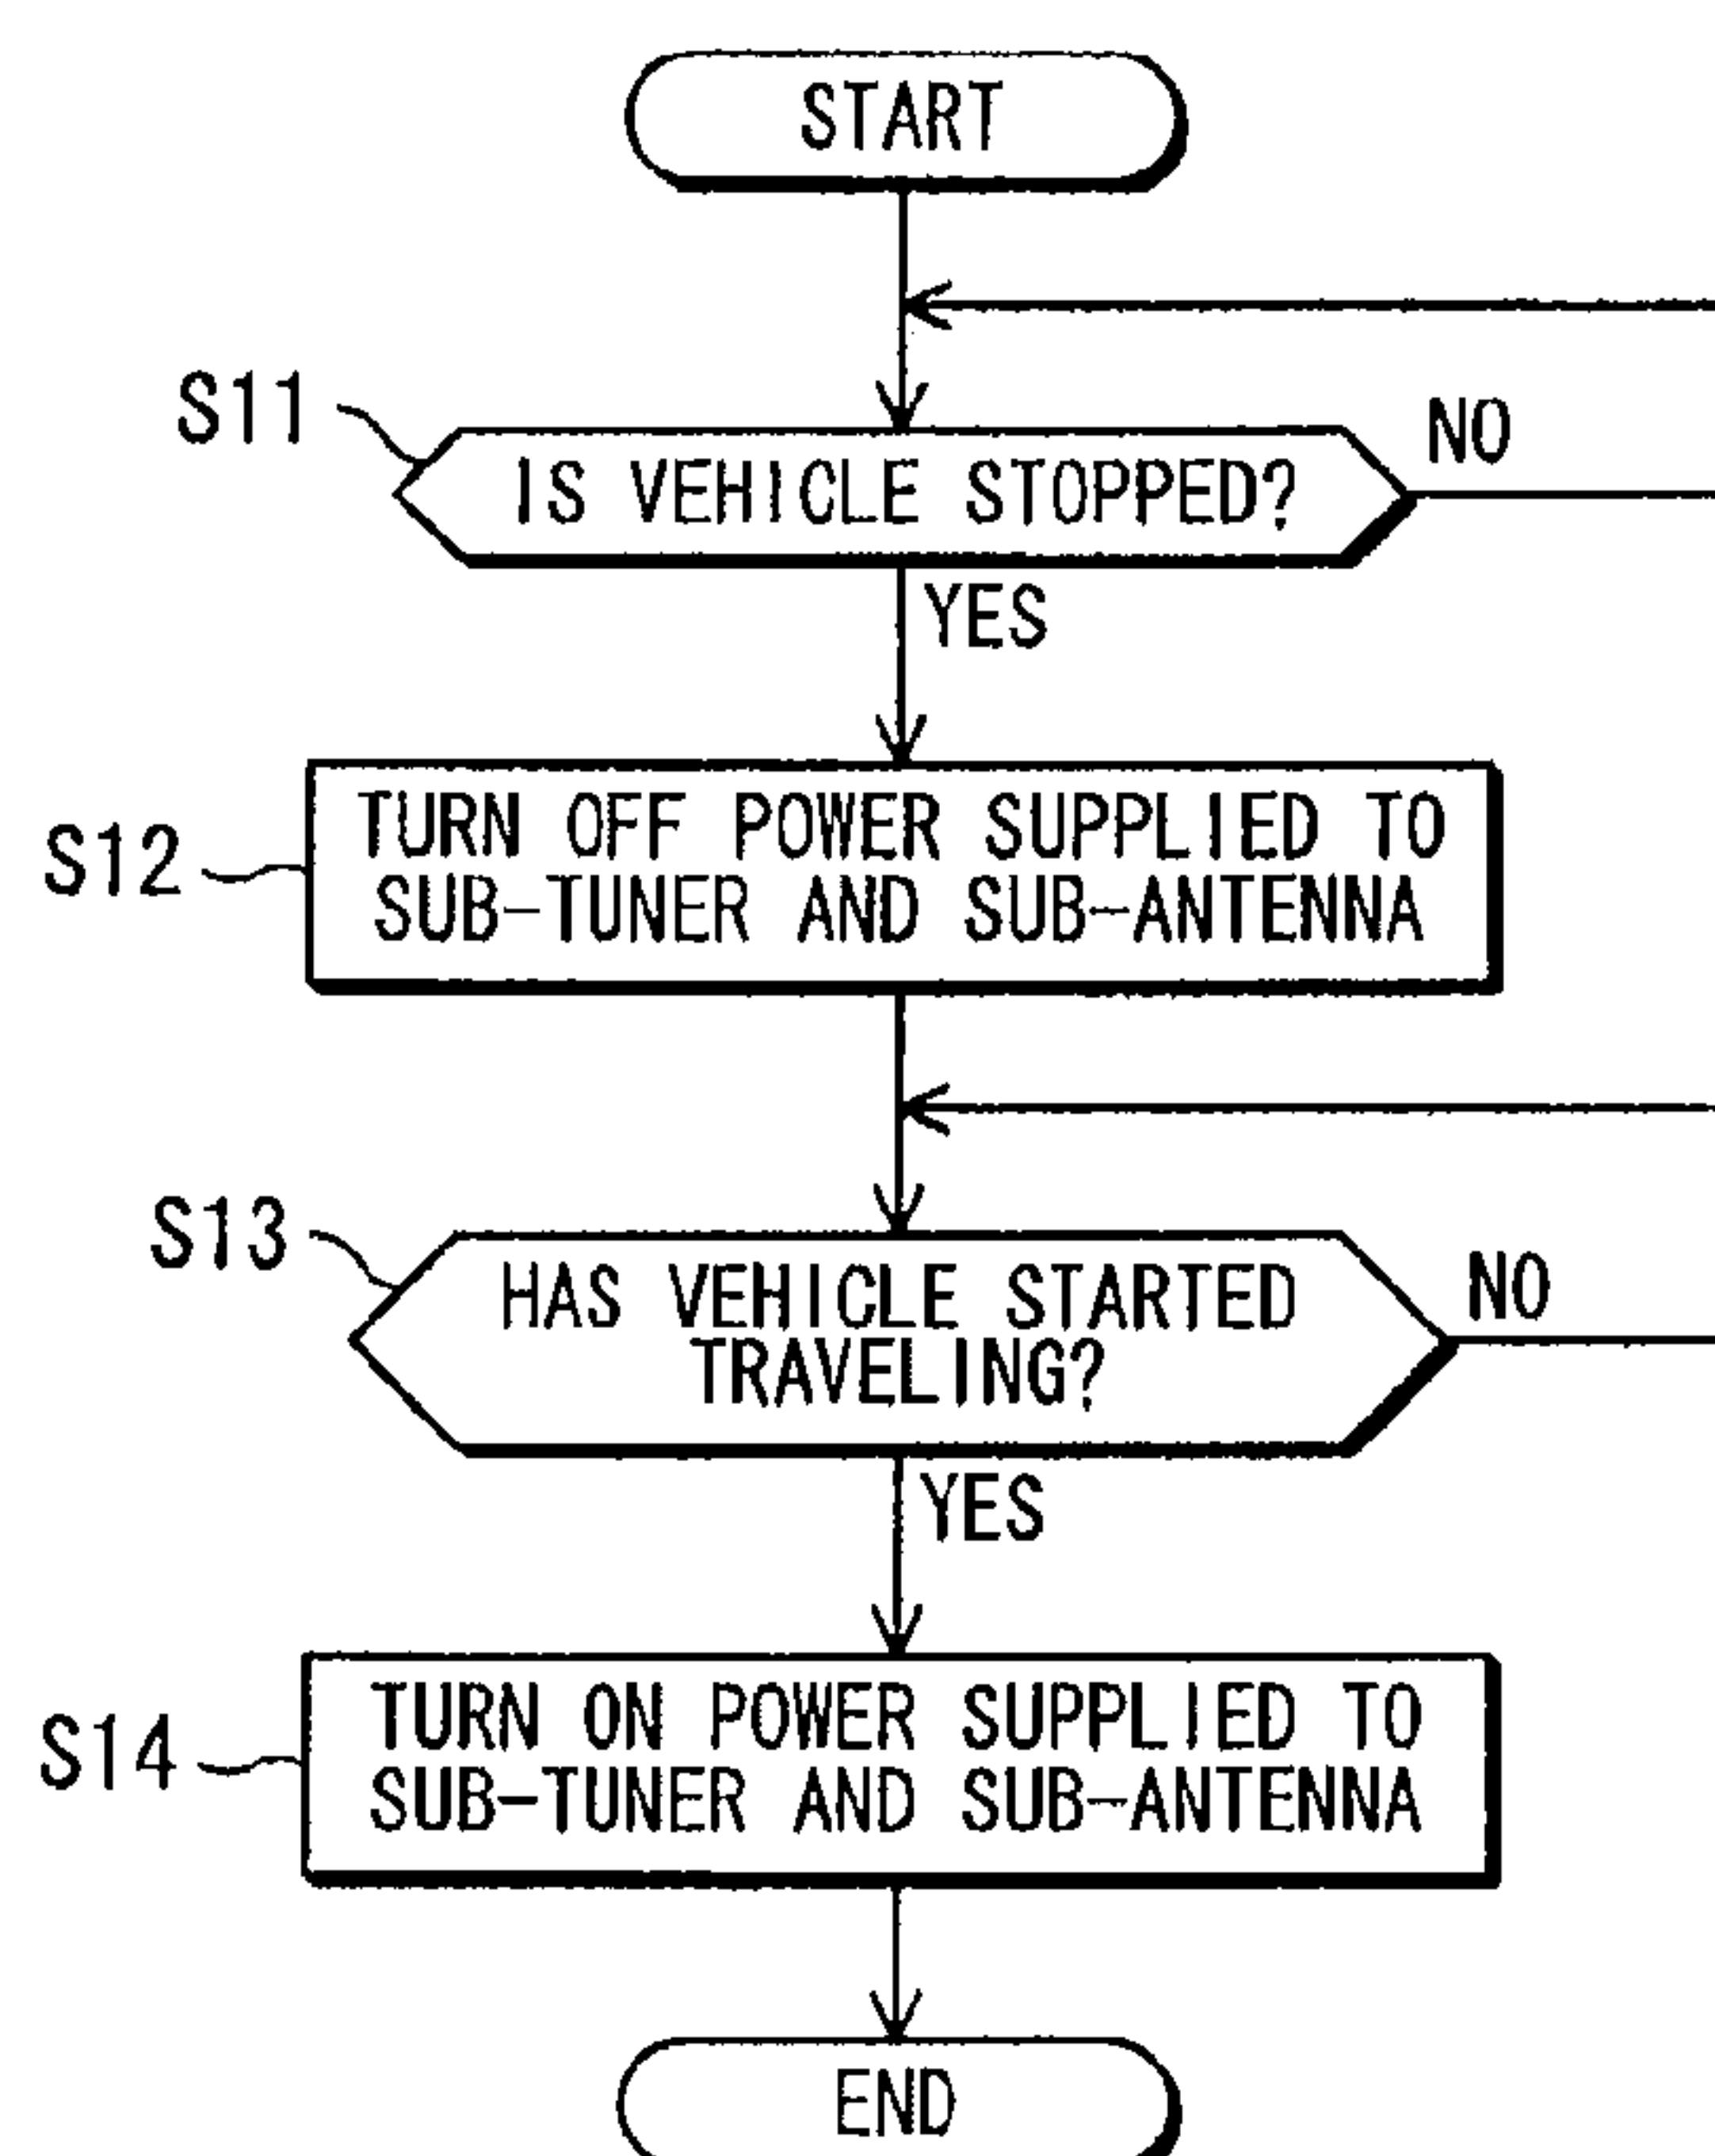 START
S11
IS VEHICLE STOPPED?
NO
YES
S12
TURN OFF POWER SUPPLIED TO
SUB-TUNER AND SUB-ANTENNA
S13
HAS VEHICLE STARTED
TRAVELING?
NO
YES
S14
TURN ON POWER SUPPLIED TO
SUB-TUNER AND SUB-ANTENNA
END